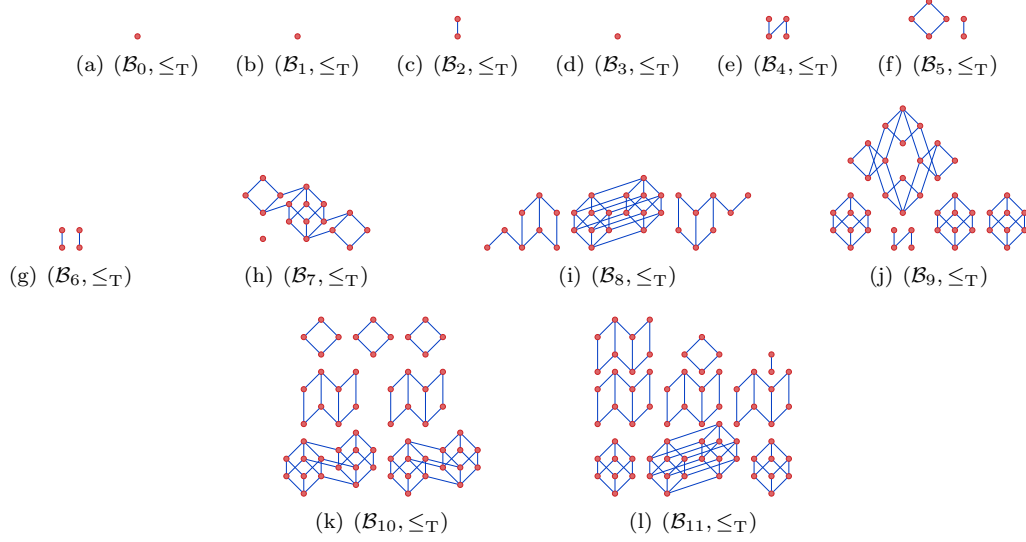 (a) (ℬ₀, ≤T) (b) (ℬ₁, ≤T) (c) (ℬ₂, ≤T) (d) (ℬ₃, ≤T) (e) (ℬ₄, ≤T) (f) (ℬ₅, ≤T)
(g) (ℬ₆, ≤T) (h) (ℬ₇, ≤T) (i) (ℬ₈, ≤T) (j) (ℬ₉, ≤T)
(k) (ℬ₁₀, ≤T) (l) (ℬ₁₁, ≤T)